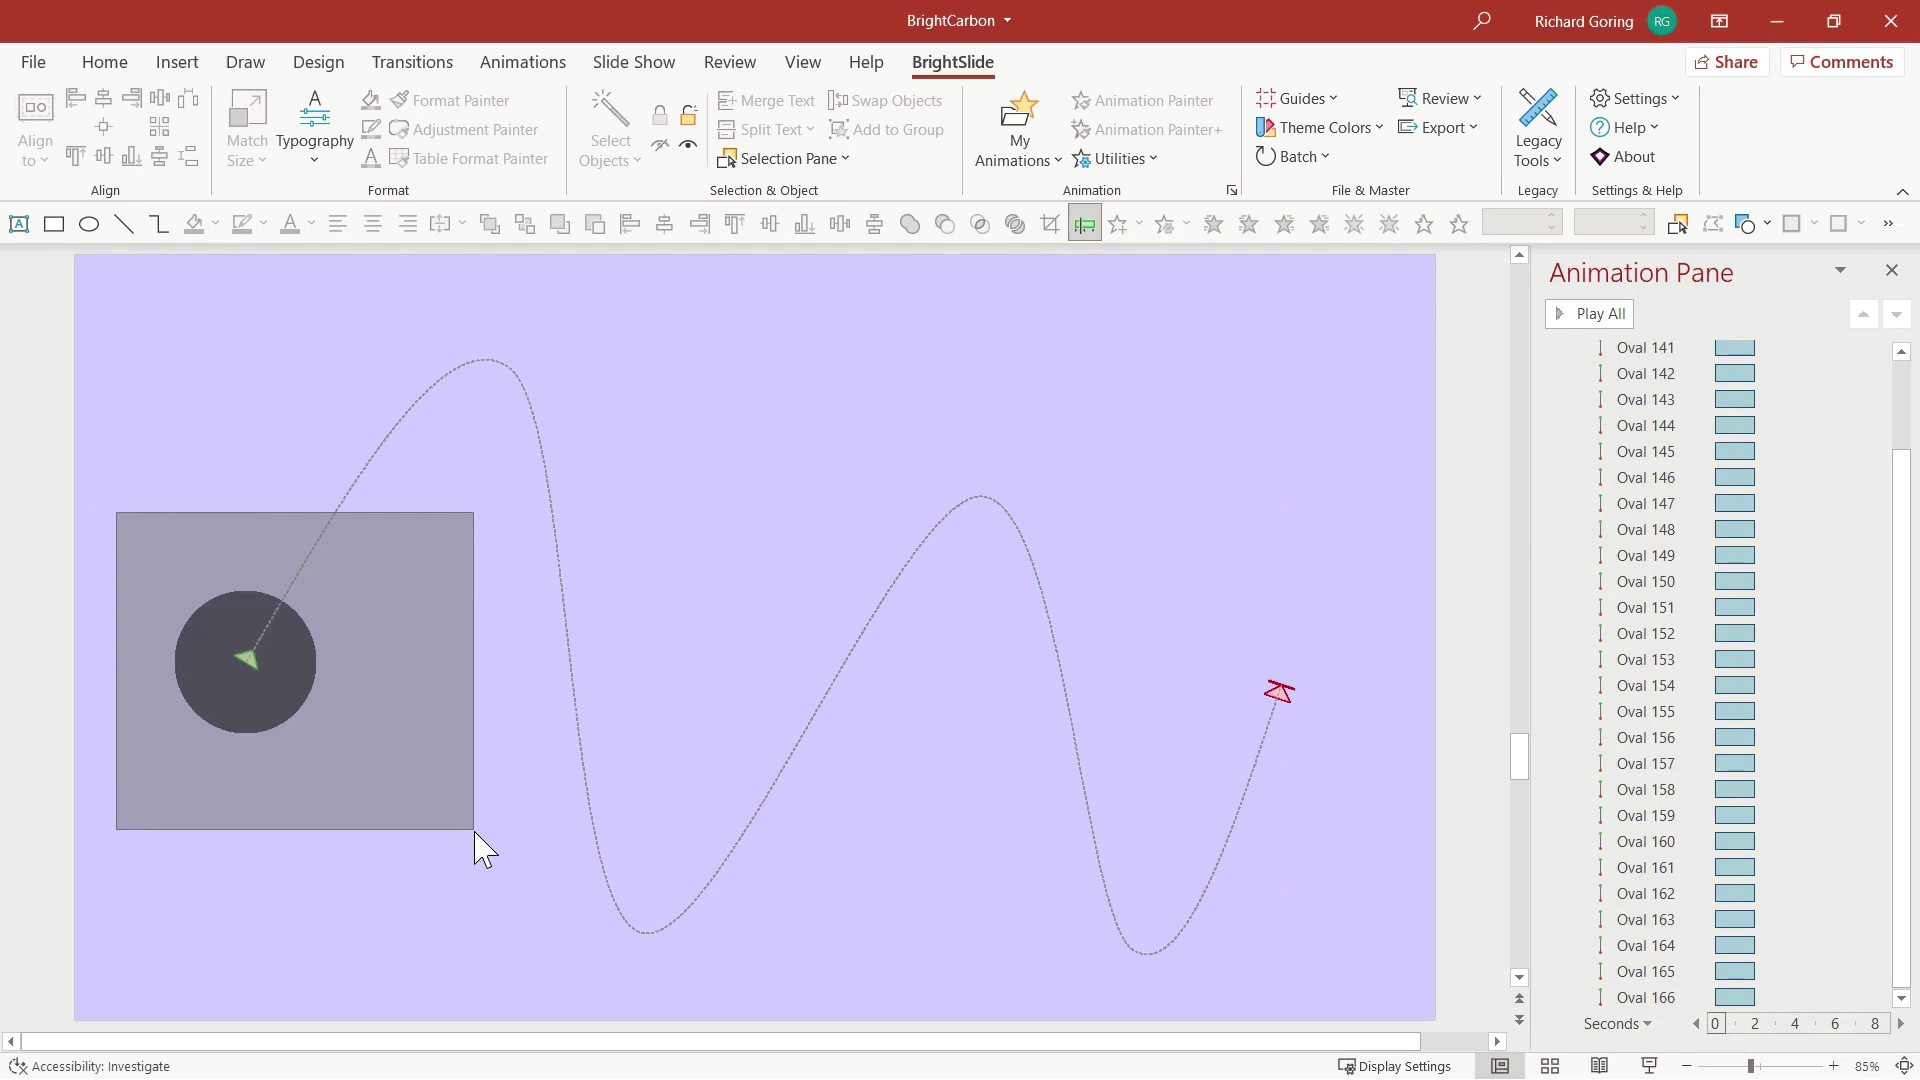 BrightCarbon
Richard Goring
RG
File
Home
Insert
Draw
Design
Transitions
Animations
Slide Show
Review
View
Help
BrightSlide
Share
Comments
Align to
Align
Match Size
Typography
Format Painter
Adjustment Painter
Table Format Painter
Format
Select Objects
Merge Text
Split Text
Selection Pane
Swap Objects
Add to Group
Selection & Object
My Animations
Animation Painter
Animation Painter+
Utilities
Animation
Guides
Theme Colors
Batch
Review
Export
File & Master
Legacy Tools
Legacy
Settings
Help
About
Settings & Help
Animation Pane
Play All
Oval 141
Oval 142
Oval 143
Oval 144
Oval 145
Oval 146
Oval 147
Oval 148
Oval 149
Oval 150
Oval 151
Oval 152
Oval 153
Oval 154
Oval 155
Oval 156
Oval 157
Oval 158
Oval 159
Oval 160
Oval 161
Oval 162
Oval 163
Oval 164
Oval 165
Oval 166
Seconds
0 2 4 6 8
Accessibility: Investigate
Display Settings
85%